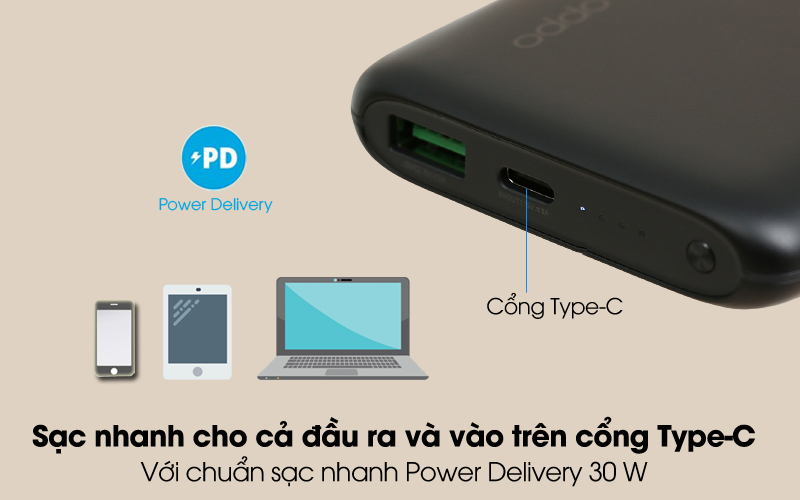 oppo
PD
Power Delivery
Cổng Type-C
Sạc nhanh cho cả đầu ra và vào trên cổng Type-C
Với chuẩn sạc nhanh Power Delivery 30 W